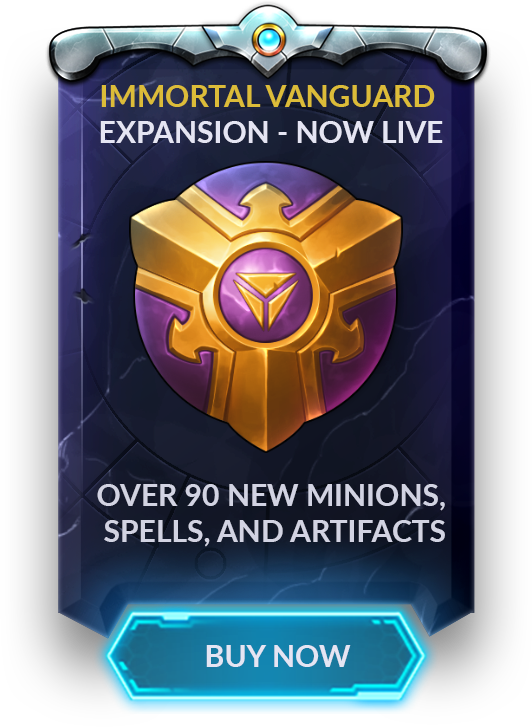 IMMORTAL VANGUARD
EXPANSION - NOW LIVE
OVER 90 NEW MINIONS,
SPELLS, AND ARTIFACTS
BUY NOW